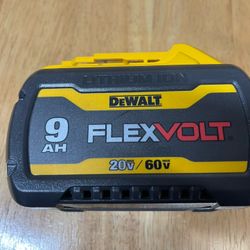 LITHIUM ION
DEWALT
9
AH
FLEXVOLT
20V/60V